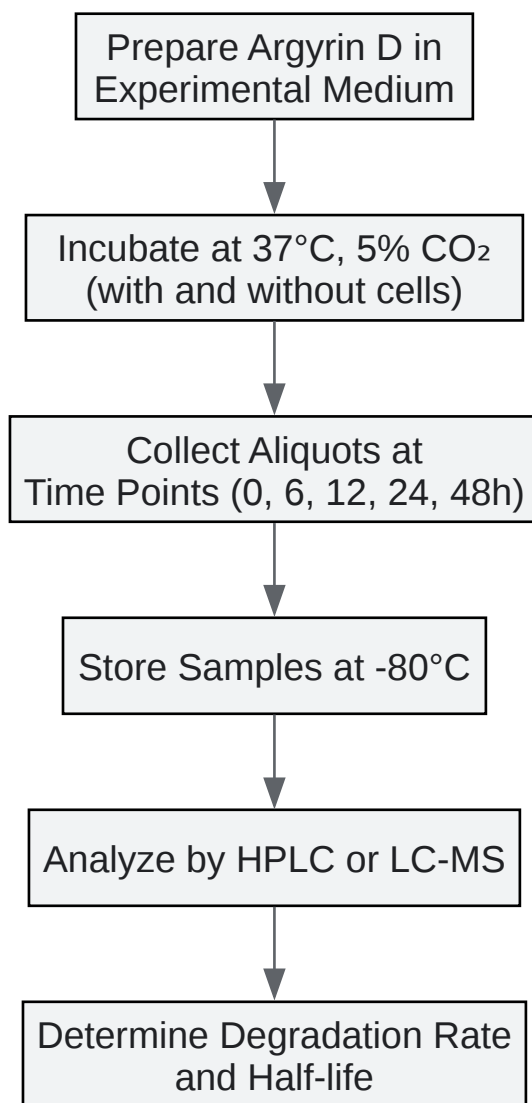 Prepare Argyrin D in
Experimental Medium
Incubate at 37°C, 5% CO₂
(with and without cells)
Collect Aliquots at
Time Points (0, 6, 12, 24, 48h)
Store Samples at -80°C
Analyze by HPLC or LC-MS
Determine Degradation Rate
and Half-life